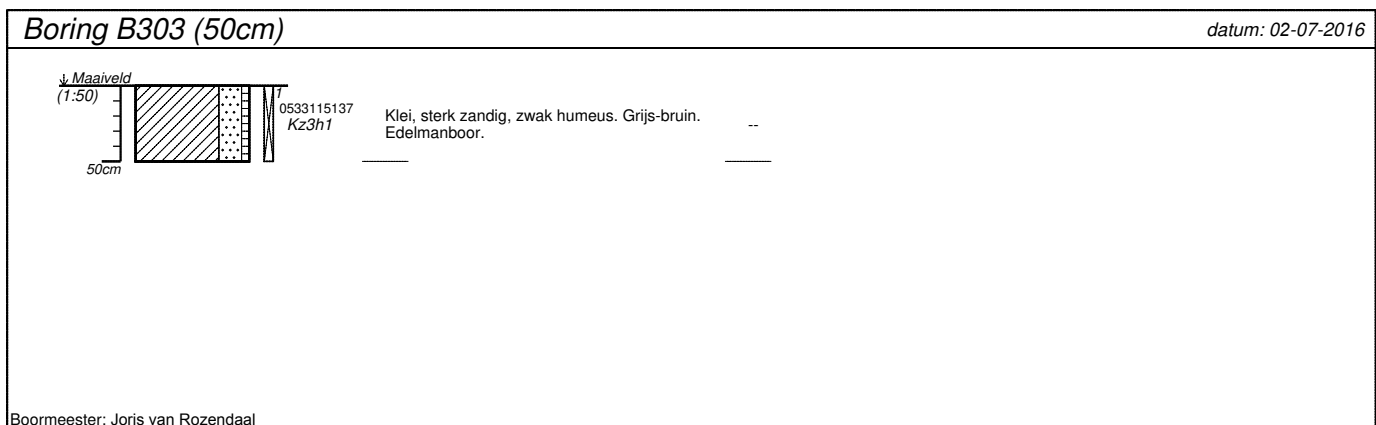 Boring B303 (50cm)
datum: 02-07-2016
Maaiveld
(1:50)
1
0533115137
Kz3h1
Klei, sterk zandig, zwak humeus. Grijs-bruin.
Edelmanboor.
--
50cm
Boormeester: Joris van Rozendaal